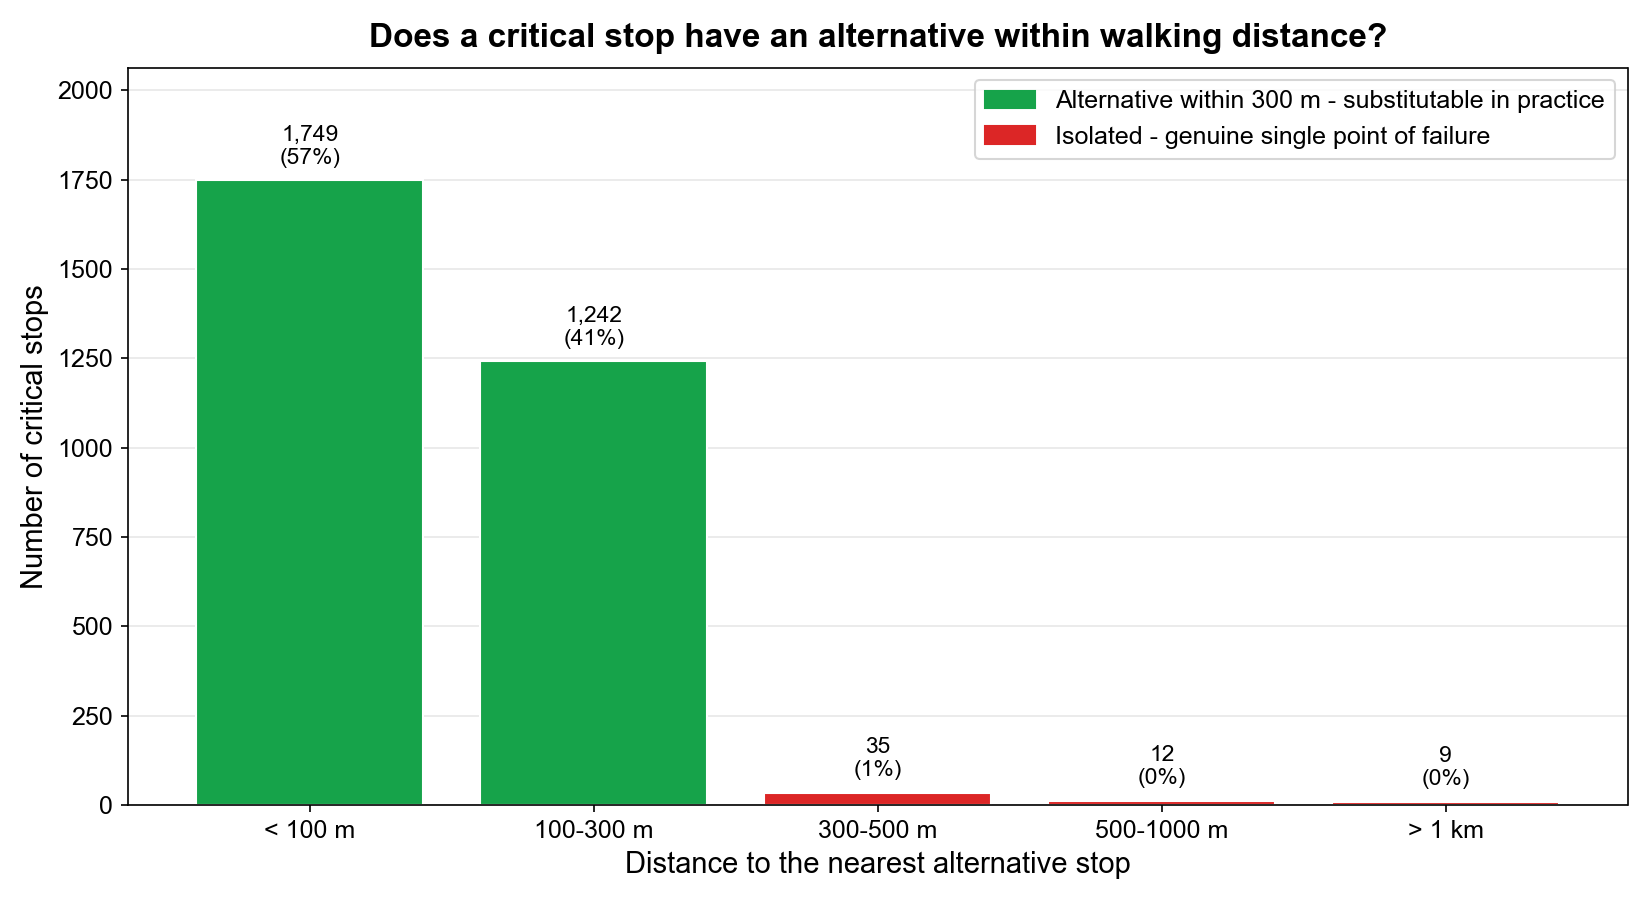 Does a critical stop have an alternative within walking distance?
Alternative within 300 m - substitutable in practice
Isolated - genuine single point of failure
Number of critical stops
2000
1750
1500
1250
1000
750
500
250
0
1,749
(57%)
1,242
(41%)
35
(1%)
12
(0%)
9
(0%)
< 100 m
100-300 m
300-500 m
500-1000 m
> 1 km
Distance to the nearest alternative stop